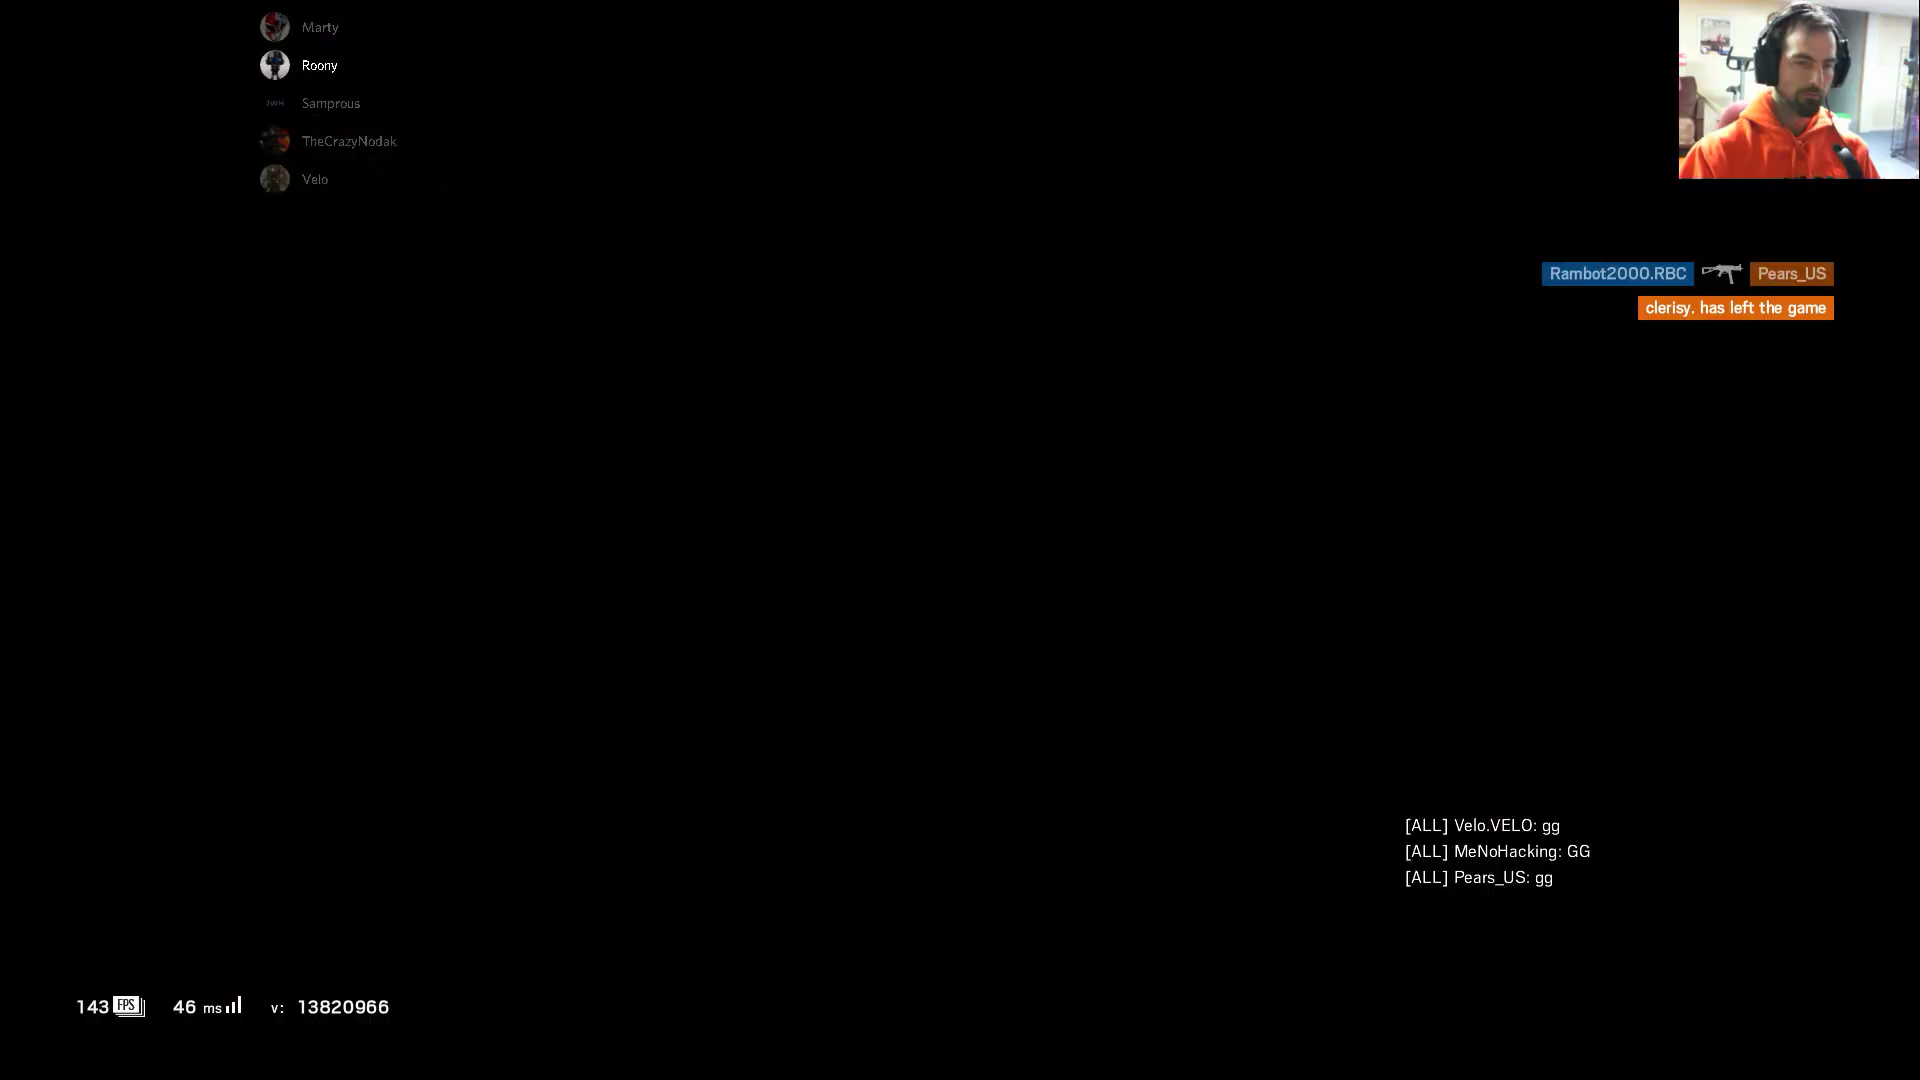 Marty
Roony
Samprous
TheCrazyNodak
Velo
Rambot2000.RBC Pears_US
clerisy. has left the game
[ALL] Velo.VELO: gg
[ALL] MeNoHacking: GG
[ALL] Pears_US: gg
143 FPS 46 ms v: 13820966